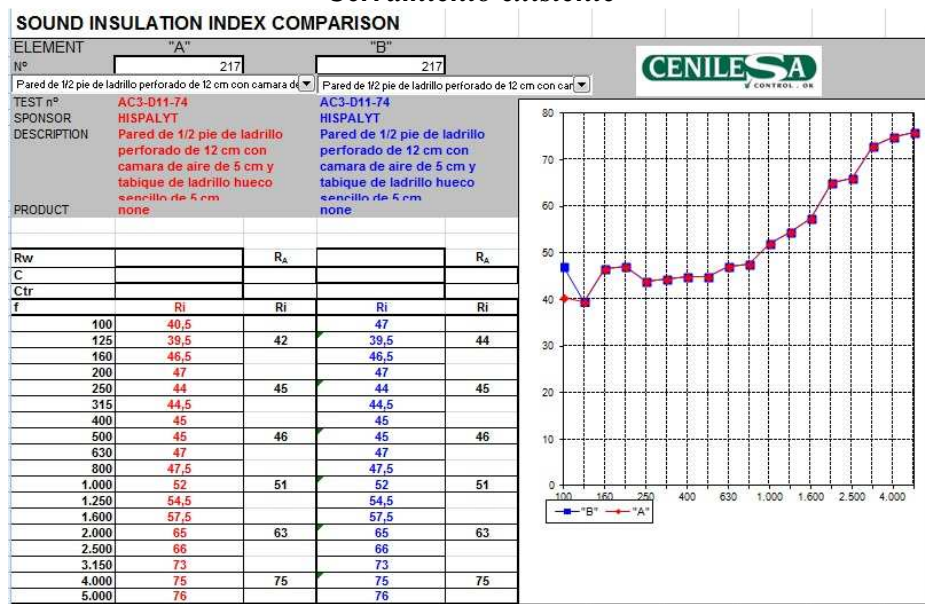 SOUND INSULATION INDEX COMPARISON
ELEMENT "A" "B"
Nº 217 217
Pared de 1/2 pie de ladrillo perforado de 12 cm con camara de Pared de 1/2 pie de ladrillo perforado de 12 cm con car
CENILESA
CONTROL . OK
TEST nº AC3-D11-74 AC3-D11-74
SPONSOR HISPALYT HISPALYT
DESCRIPTION Pared de 1/2 pie de ladrillo Pared de 1/2 pie de ladrillo
perforado de 12 cm con perforado de 12 cm con
camara de aire de 5 cm y camara de aire de 5 cm y
tabique de ladrillo hueco tabique de ladrillo hueco
sencillo de 5 cm sencillo de 5 cm
PRODUCT none none
Rw RA RA
C
Ctr
f Ri Ri Ri Ri
100 40,5 47
125 39,5 42 39,5 44
160 46,5 46,5
200 47 47
250 44 45 44 45
315 44,5 44,5
400 45 45
500 45 46 45 46
630 47 47
800 47,5 47,5
1.000 52 51 52 51
1.250 54,5 54,5
1.600 57,5 57,5
2.000 65 63 65 63
2.500 66 66
3.150 73 73
4.000 75 75 75 75
5.000 76 76
80
70
60
50
40
30
20
10
0
100 160 250 400 630 1.000 1.600 2.500 4.000
"B" "A"